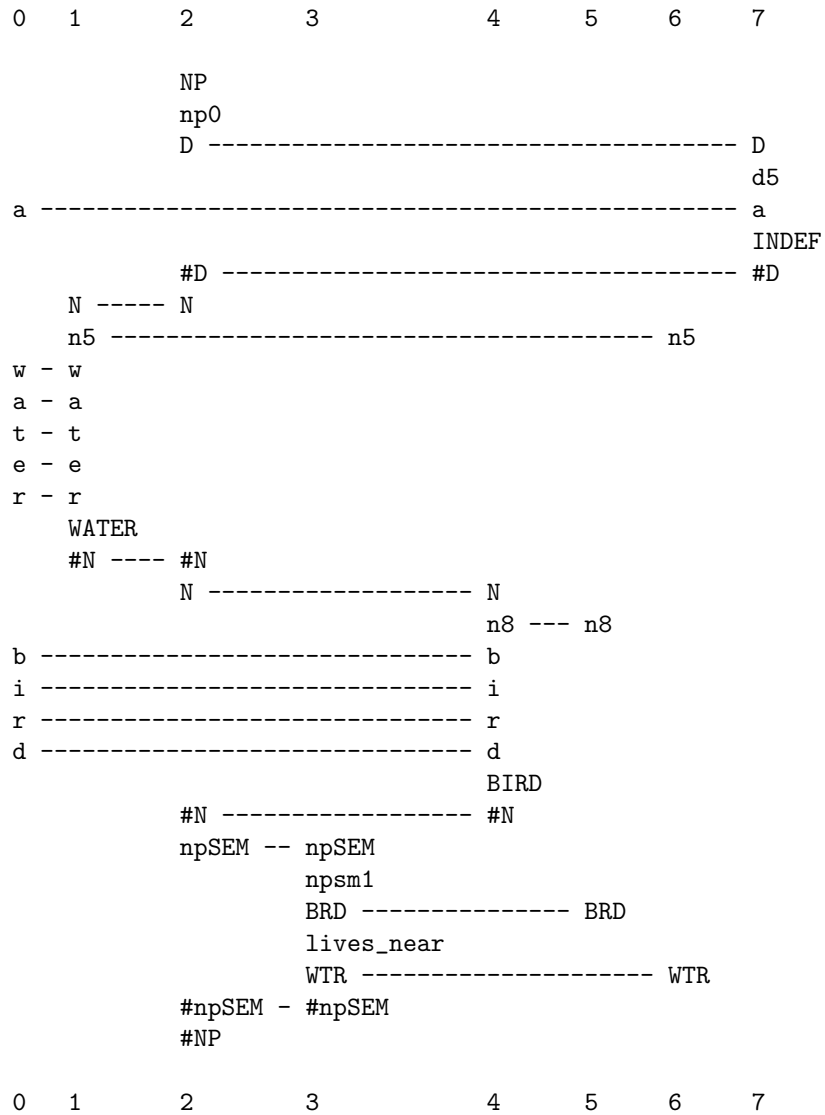 0   1       2        3            4      5     6     7
            NP
            np0
            D -------------------------------------- D
                                                     d5
a -------------------------------------------------- a
                                                     INDEF
            #D ------------------------------------- #D
    N ----- N
    n5 --------------------------------------- n5
w - w
a - a
t - t
e - e
r - r
    WATER
    #N ---- #N
            N ------------------- N
                                  n8 --- n8
b ------------------------------- b
i ------------------------------- i
r ------------------------------- r
d ------------------------------- d
                                  BIRD
            #N ------------------ #N
            npSEM -- npSEM
                     npsm1
                     BRD --------------- BRD
                     lives_near
                     WTR --------------------- WTR
            #npSEM - #npSEM
            #NP
0   1       2        3            4      5     6     7